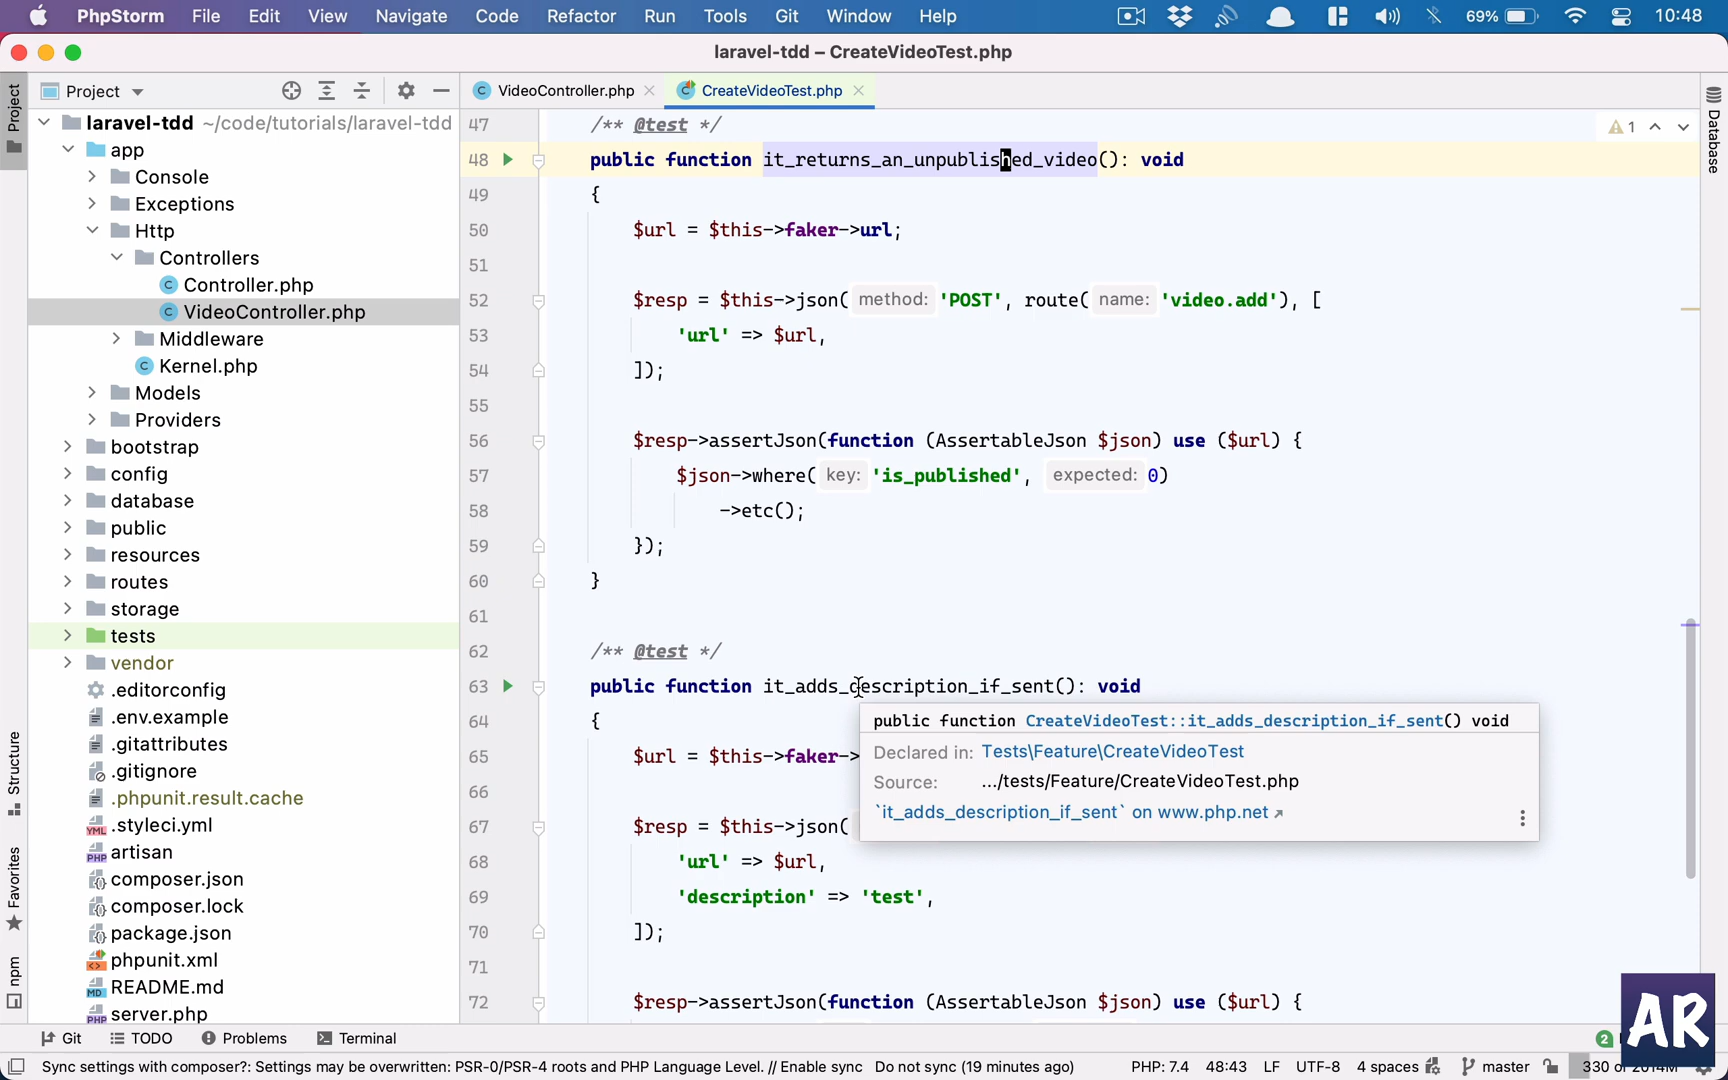 PhpStorm File Edit View Navigate Code Refactor Run Tools Git Window Help 69% 10:48
laravel-tdd – CreateVideoTest.php
Project
VideoController.php CreateVideoTest.php
Project
Database
laravel-tdd ~/code/tutorials/laravel-tdd
app
Console
Exceptions
Http
Controllers
Controller.php
VideoController.php
Middleware
Kernel.php
Models
Providers
bootstrap
config
database
public
resources
routes
storage
tests
vendor
.editorconfig
.env.example
.gitattributes
.gitignore
.phpunit.result.cache
.styleci.yml
artisan
composer.json
composer.lock
package.json
phpunit.xml
README.md
server.php
Structure
Favorites
npm
1
47 /** @test */
48 public function it_returns_an_unpublished_video(): void
49 {
50 $url = $this->faker->url;
51
52 $resp = $this->json( method: 'POST', route( name: 'video.add'), [
53 'url' => $url,
54 ]);
55
56 $resp->assertJson(function (AssertableJson $json) use ($url) {
57 $json->where( key: 'is_published', expected: 0)
58 ->etc();
59 });
60 }
61
62 /** @test */
63 public function it_adds_description_if_sent(): void
64 {
65 $url = $this->faker->
66
67 $resp = $this->json(
68 'url' => $url,
69 'description' => 'test',
70 ]);
71
72 $resp->assertJson(function (AssertableJson $json) use ($url) {
public function CreateVideoTest::it_adds_description_if_sent() void
Declared in: Tests\Feature\CreateVideoTest
Source: .../tests/Feature/CreateVideoTest.php
`it_adds_description_if_sent` on www.php.net
Git TODO Problems Terminal
2
AR
Sync settings with composer?: Settings may be overwritten: PSR-0/PSR-4 roots and PHP Language Level. // Enable sync Do not sync (19 minutes ago) PHP: 7.4 48:43 LF UTF-8 4 spaces master 330 of 2014M